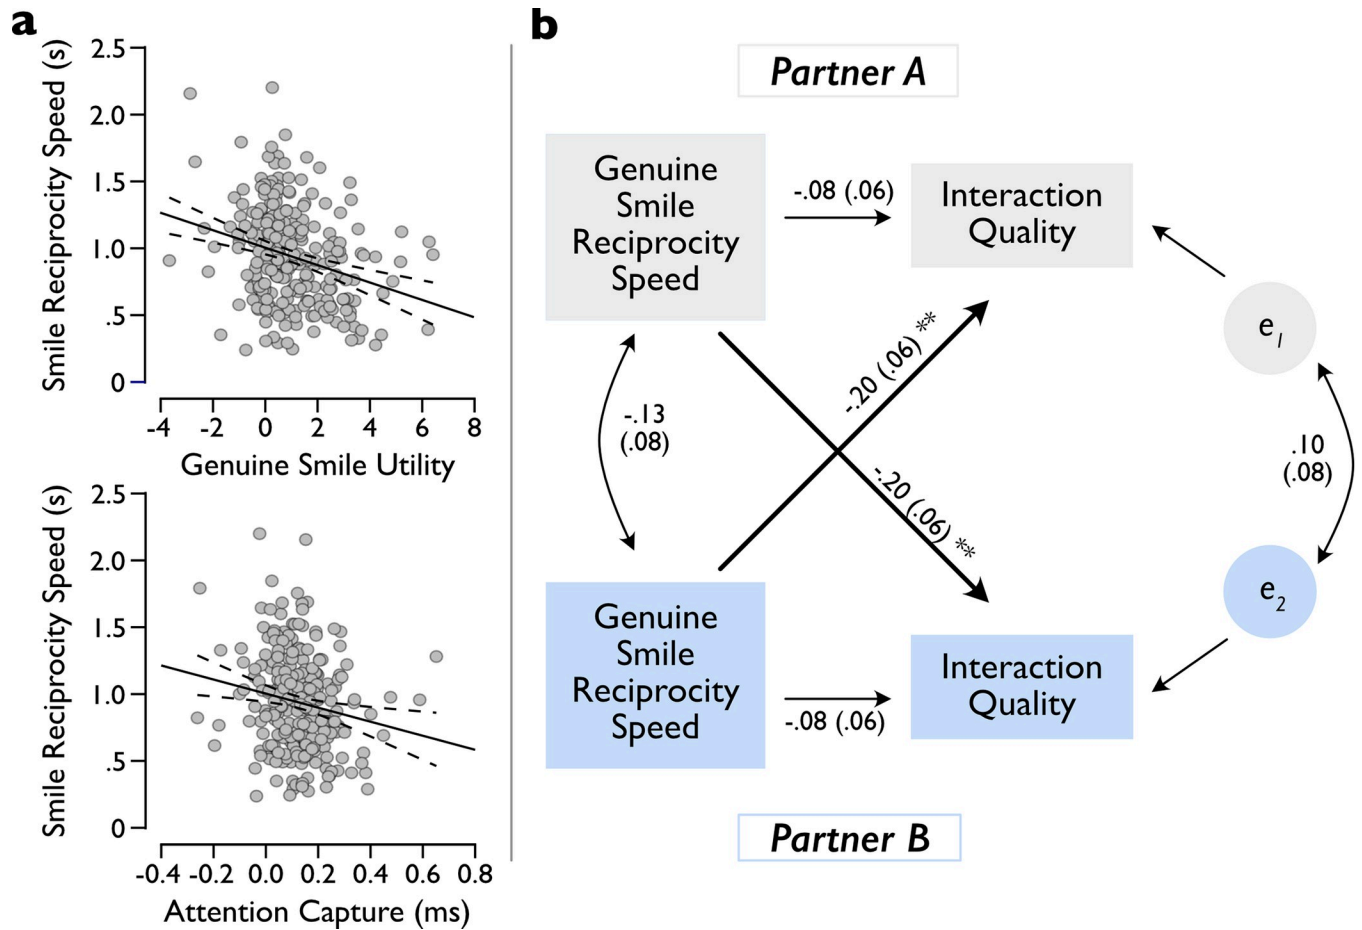 a
Smile Reciprocity Speed (s)
2.5
2.0
1.5
1.0
.5
0
-4 -2 0 2 4 6 8
Genuine Smile Utility
Smile Reciprocity Speed (s)
2.5
2.0
1.5
1.0
.5
0
-0.4 -0.2 0.0 0.2 0.4 0.6 0.8
Attention Capture (ms)
b
Partner A
Genuine
Smile
Reciprocity
Speed
-.08 (.06)
Interaction
Quality
e1
-.20 (.06) **
-.13
(.08)
.10
(.08)
-.20 (.06) **
Genuine
Smile
Reciprocity
Speed
-.08 (.06)
Interaction
Quality
e2
Partner B